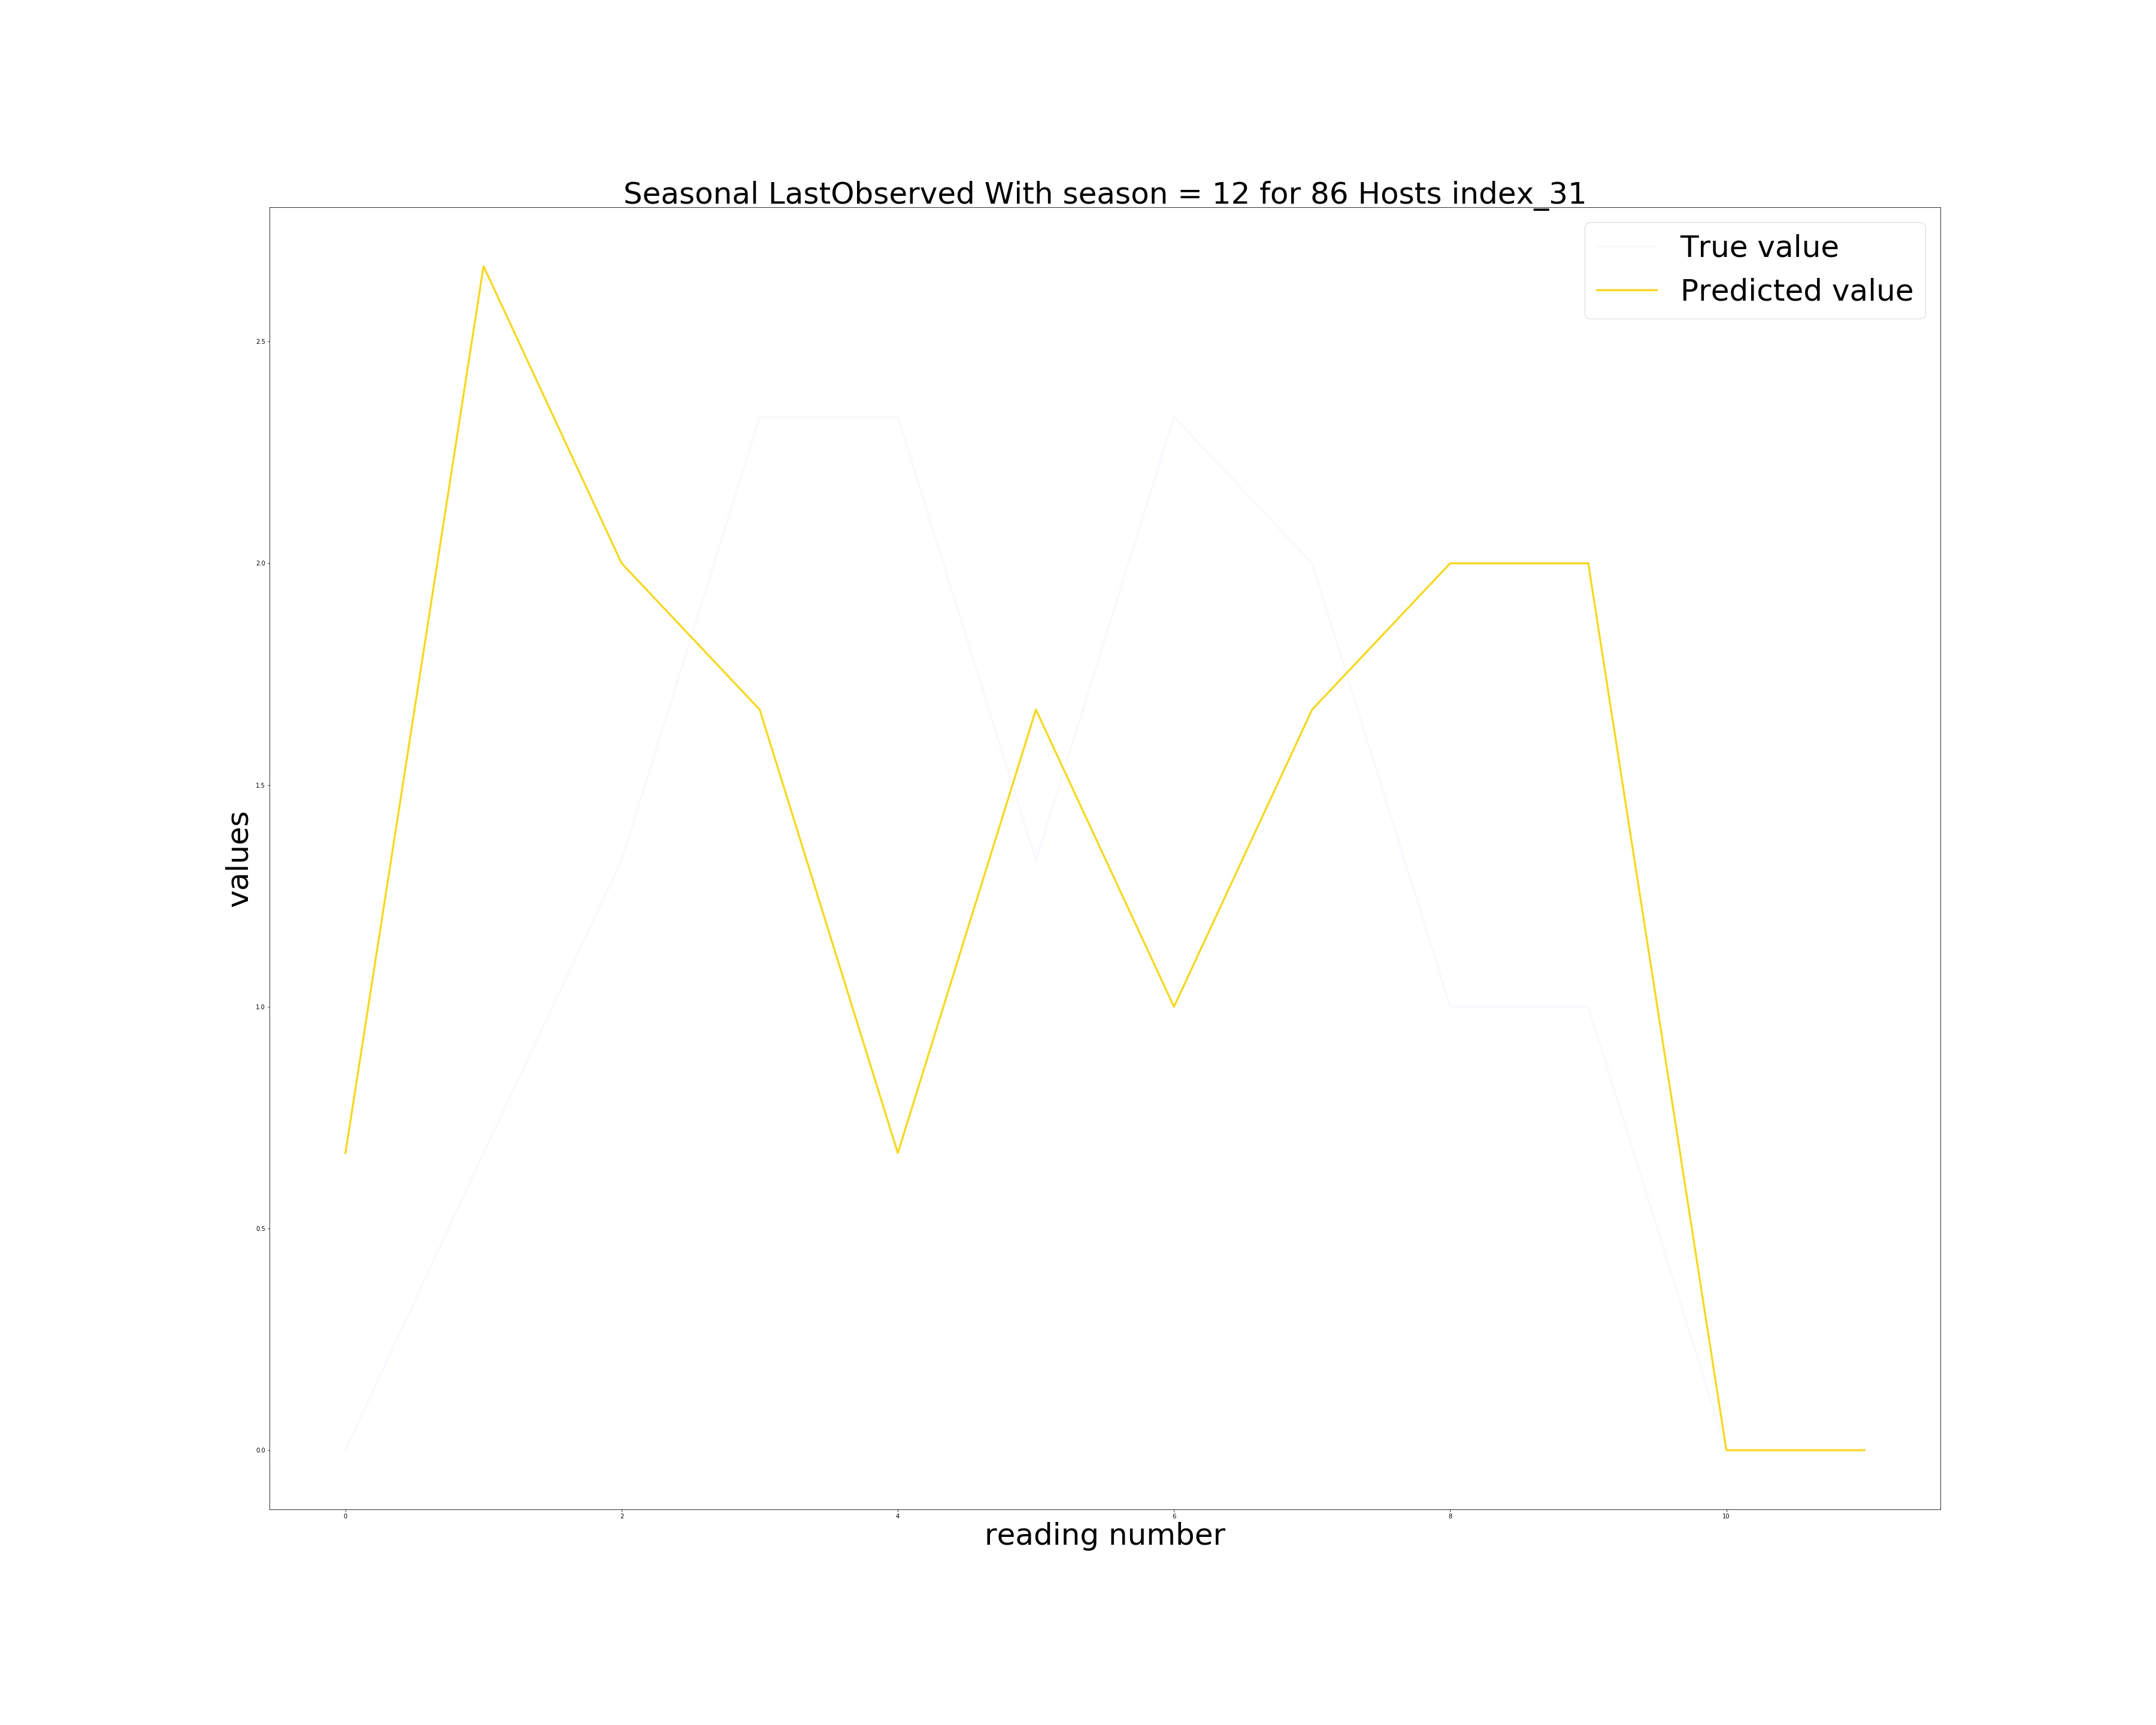 Seasonal LastObserved With season = 12 for 86 Hosts index_31
True value
Predicted value
2.5
2.0
1.5
1.0
0.5
0.0
values
0 2 4 6 8 10
reading number